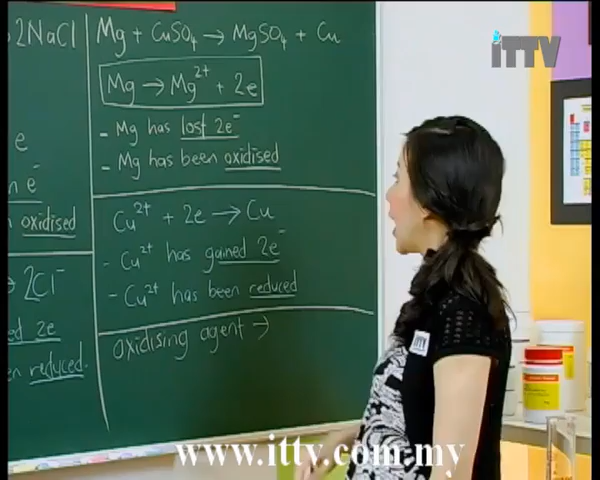 2NaCl
e
n e⁻
n oxidised
2Cl⁻
ed 2e
en reduced.
Mg + CuSO₄ → MgSO₄ + Cu
Mg → Mg²⁺ + 2e
- Mg has lost 2e⁻
- Mg has been oxidised
Cu²⁺ + 2e → Cu
- Cu²⁺ has gained 2e⁻
- Cu²⁺ has been reduced
Oxidising agent →
iTTV
www.ittv.com.my